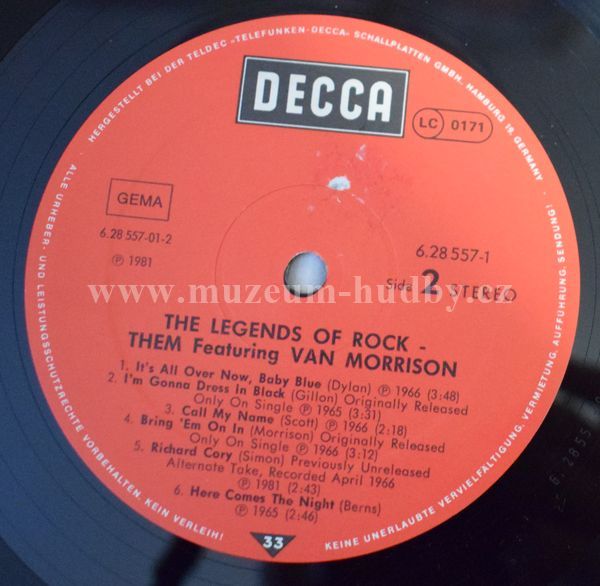 HERGESTELLT BEI DER TELDEC »TELEFUNKEN-DECCA« SCHALLPLATTEN GMBH, HAMBURG 19, GERMANY
DECCA
LC 0171
GEMA
6.28 557-01-2
℗ 1981
6.28 557-1
Side 2 STEREO
www.muzeum-hudby.cz
THE LEGENDS OF ROCK -
THEM Featuring VAN MORRISON
1. It's All Over Now, Baby Blue (Dylan) ℗ 1966 (3:48)
2. I'm Gonna Dress In Black (Gillon) Originally Released
Only On Single ℗ 1965 (3:31)
3. Call My Name (Scott) ℗ 1966 (2:18)
4. Bring 'Em On In (Morrison) Originally Released
Only On Single ℗ 1966 (3:12)
5. Richard Cory (Simon) Previously Unreleased
Alternate Take, Recorded April 1966
℗ 1981 (2:43)
6. Here Comes The Night (Berns)
℗ 1965 (2:46)
33
ALLE URHEBER- UND LEISTUNGSSCHUTZRECHTE VORBEHALTEN. KEIN VERLEIH!
KEINE UNERLAUBTE VERVIELFÄLTIGUNG, VERMIETUNG, AUFFÜHRUNG, SENDUNG!